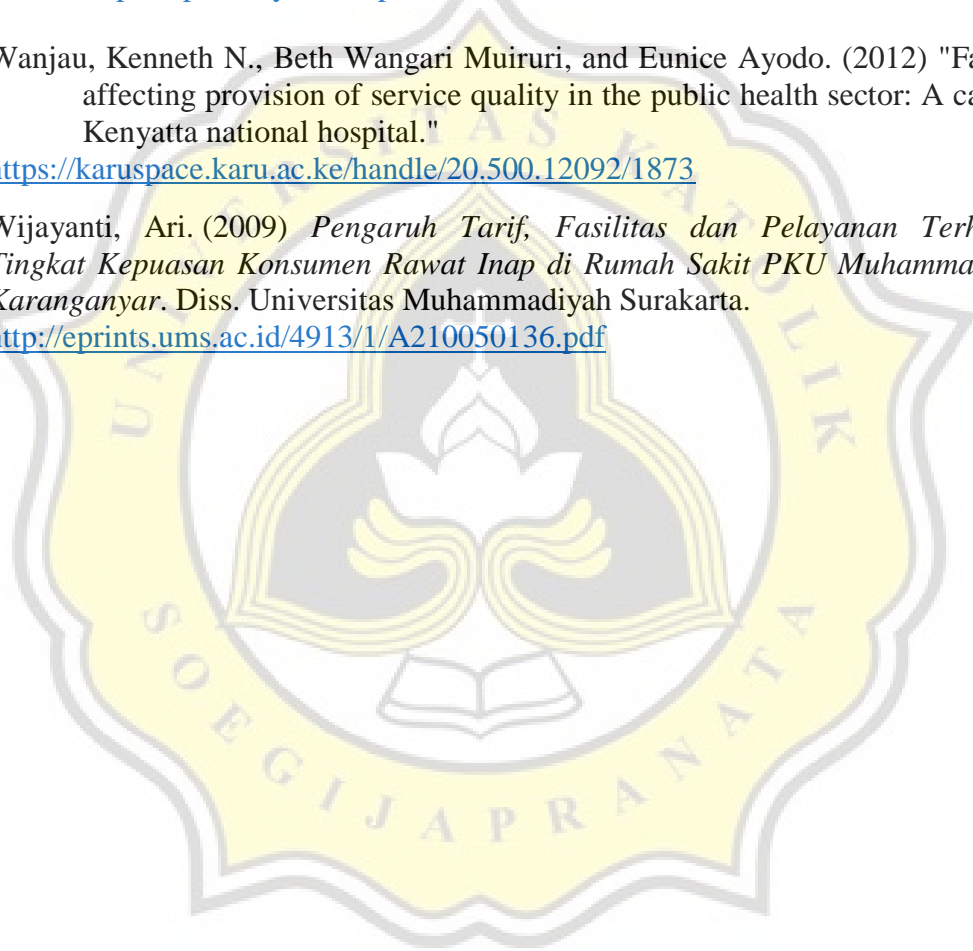 Wanjau, Kenneth N., Beth Wangari Muiruri, and Eunice Ayodo. (2012) "Fa
affecting provision of service quality in the public health sector: A ca
Kenyatta national hospital."
https://karuspace.karu.ac.ke/handle/20.500.12092/1873
Wijayanti, Ari. (2009) Pengaruh Tarif, Fasilitas dan Pelayanan Terh
Tingkat Kepuasan Konsumen Rawat Inap di Rumah Sakit PKU Muhamma
Karanganyar. Diss. Universitas Muhammadiyah Surakarta.
http://eprints.ums.ac.id/4913/1/A210050136.pdf
UNIVERSITAS KATOLIK
SOEGIJAPRANATA